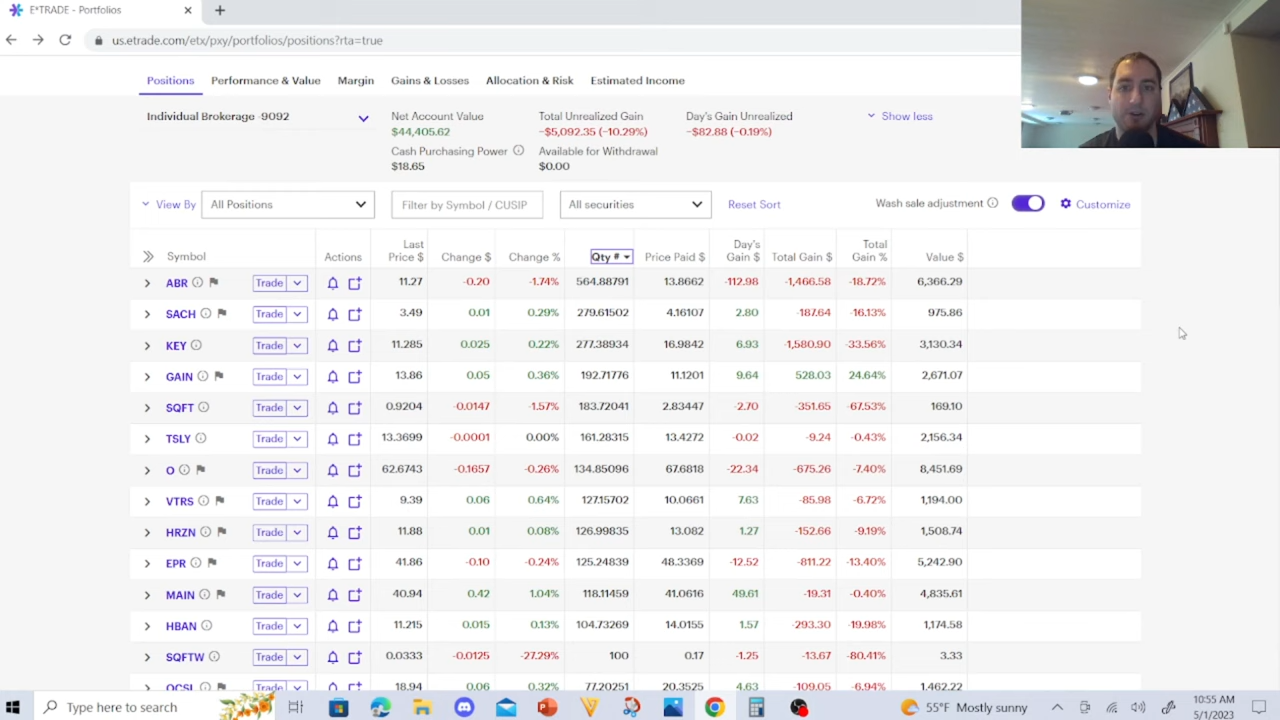 E*TRADE - Portfolios
us.etrade.com/etx/pxy/portfolios/positions?rta=true
Positions Performance & Value Margin Gains & Losses Allocation & Risk Estimated Income
Individual Brokerage -9092
Net Account Value Total Unrealized Gain Day's Gain Unrealized Show less
$44,405.62 -$5,092.35 (-10.29%) -$82.88 (-0.19%)
Cash Purchasing Power Available for Withdrawal
$18.65 $0.00
View By All Positions Filter by Symbol / CUSIP All securities Reset Sort Wash sale adjustment Customize
Symbol Actions Last Price $ Change $ Change % Qty # Price Paid $ Day's Gain $ Total Gain $ Total Gain % Value $
ABR Trade 11.27 -0.20 -1.74% 564.88791 13.8662 -112.98 -1,466.58 -18.72% 6,366.29
SACH Trade 3.49 0.01 0.29% 279.61502 4.16107 2.80 -187.64 -16.13% 975.86
KEY Trade 11.285 0.025 0.22% 277.38934 16.9842 6.93 -1,580.90 -33.56% 3,130.34
GAIN Trade 13.86 0.05 0.36% 192.71776 11.1201 9.64 528.03 24.64% 2,671.07
SQFT Trade 0.9204 -0.0147 -1.57% 183.72041 2.83447 -2.70 -351.65 -67.53% 169.10
TSLY Trade 13.3699 -0.0001 0.00% 161.28315 13.4272 -0.02 -9.24 -0.43% 2,156.34
O Trade 62.6743 -0.1657 -0.26% 134.85096 67.6818 -22.34 -675.26 -7.40% 8,451.69
VTRS Trade 9.39 0.06 0.64% 127.15702 10.0661 7.63 -85.98 -6.72% 1,194.00
HRZN Trade 11.88 0.01 0.08% 126.99835 13.082 1.27 -152.66 -9.19% 1,508.74
EPR Trade 41.86 -0.10 -0.24% 125.24839 48.3369 -12.52 -811.22 -13.40% 5,242.90
MAIN Trade 40.94 0.42 1.04% 118.11459 41.0616 49.61 -19.31 -0.40% 4,835.61
HBAN Trade 11.215 0.015 0.13% 104.73269 14.0155 1.57 -293.30 -19.98% 1,174.58
SQFTW Trade 0.0333 -0.0125 -27.29% 100 0.17 -1.25 -13.67 -80.41% 3.33
OCSL Trade 18.94 0.06 0.32% 77.20251 20.3525 4.63 -109.05 -6.94% 1,462.22
Type here to search 55°F Mostly sunny 10:55 AM
5/1/2023